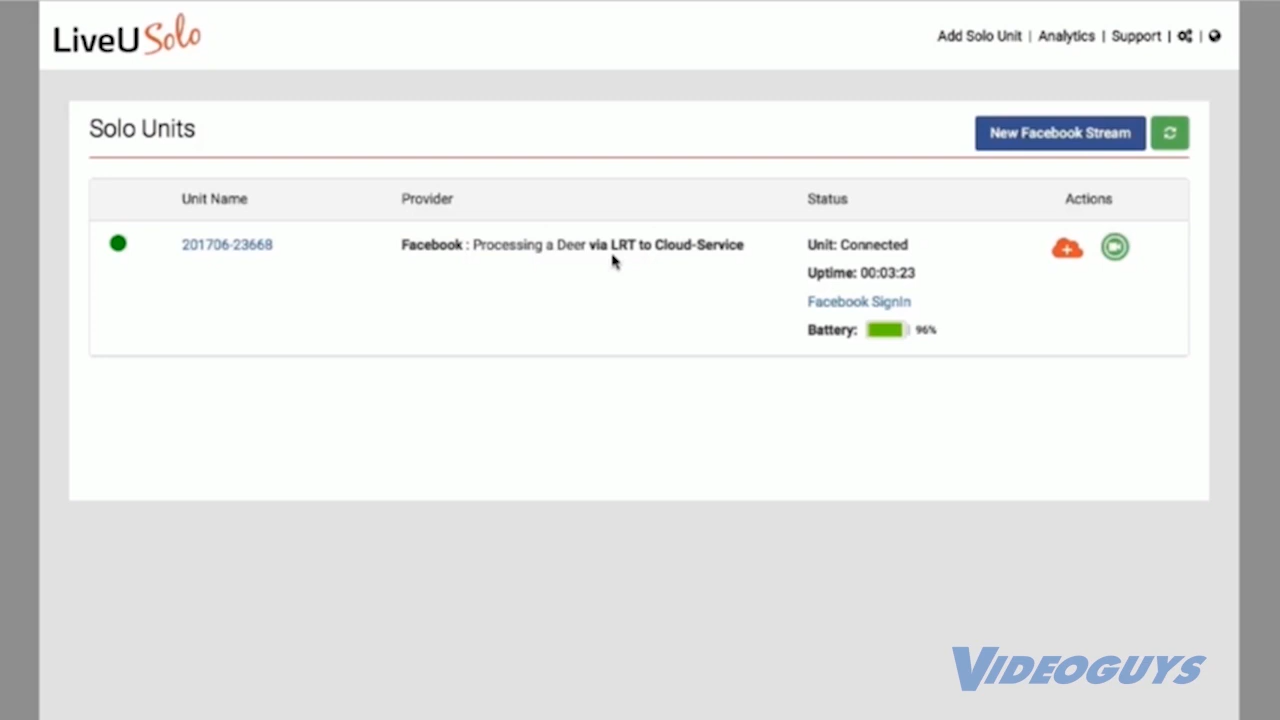 LiveU Solo
Add Solo Unit | Analytics | Support | |
Solo Units
New Facebook Stream
Unit Name Provider Status Actions
201706-23668 Facebook : Processing a Deer via LRT to Cloud-Service Unit: Connected
Uptime: 00:03:23
Facebook SignIn
Battery: 96%
VIDEOGUYS